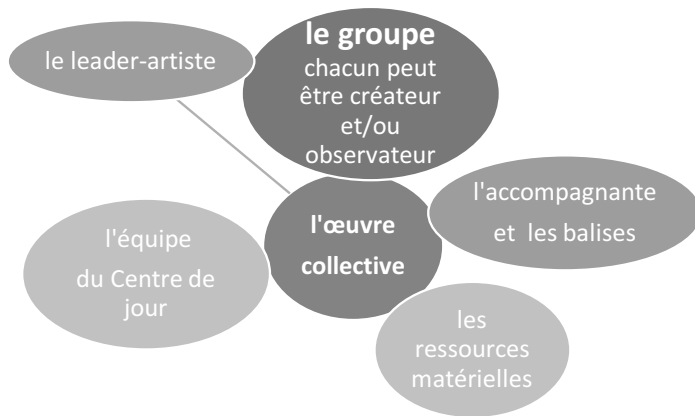 le leader-artiste
le groupe
chacun peut
être créateur
et/ou
observateur
l'accompagnante
et les balises
l'œuvre
collective
l'équipe
du Centre de
jour
les
ressources
matérielles